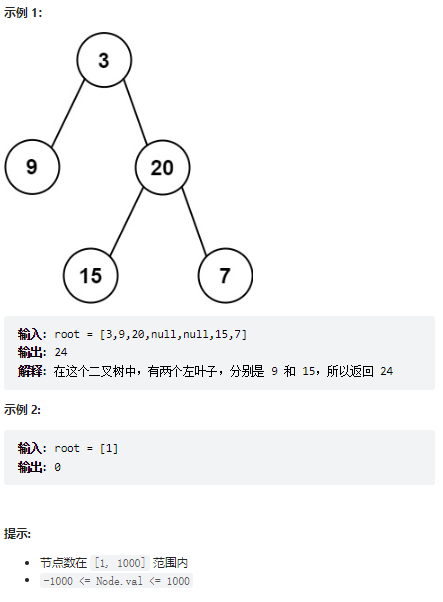 示例 1:
3
9
20
15
7
输入: root = [3,9,20,null,null,15,7]
输出: 24
解释: 在这个二叉树中，有两个左叶子，分别是 9 和 15，所以返回 24
示例 2:
输入: root = [1]
输出: 0
提示:
节点数在 [1, 1000] 范围内
-1000 <= Node.val <= 1000